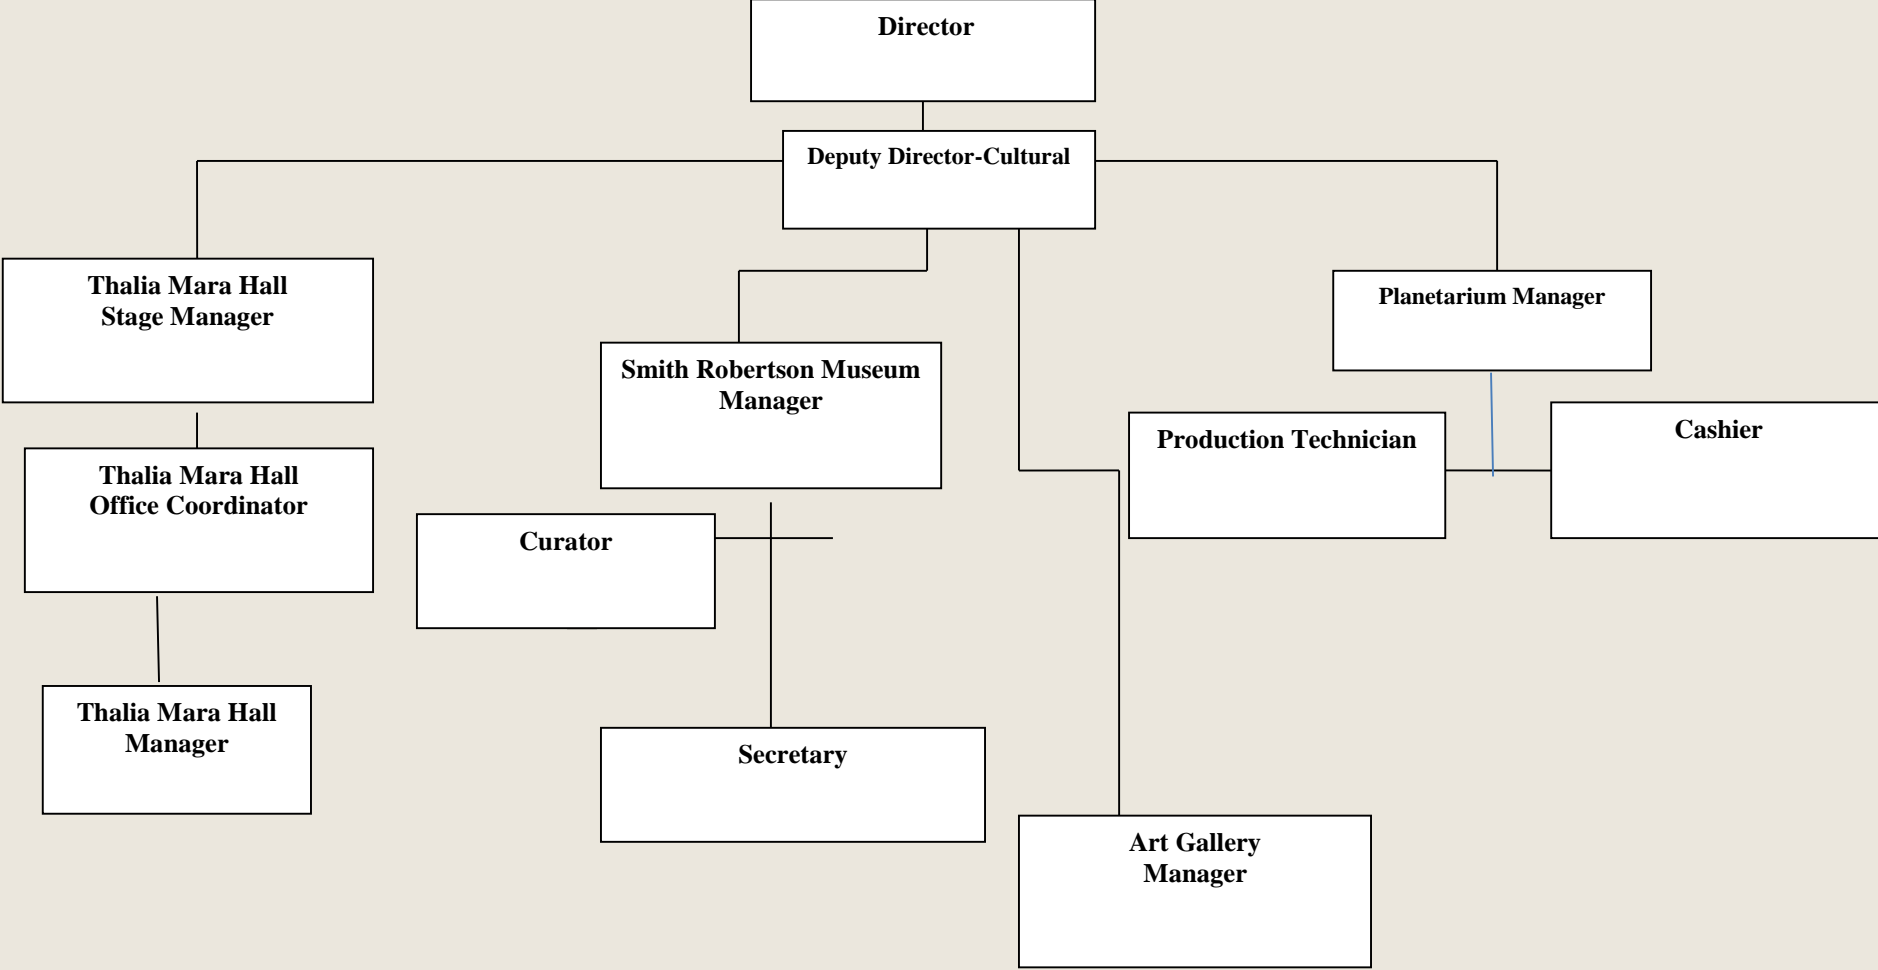 Director
Deputy Director-Cultural
Thalia Mara Hall
Stage Manager
Planetarium Manager
Smith Robertson Museum
Manager
Production Technician
Cashier
Thalia Mara Hall
Office Coordinator
Curator
Thalia Mara Hall
Manager
Secretary
Art Gallery
Manager